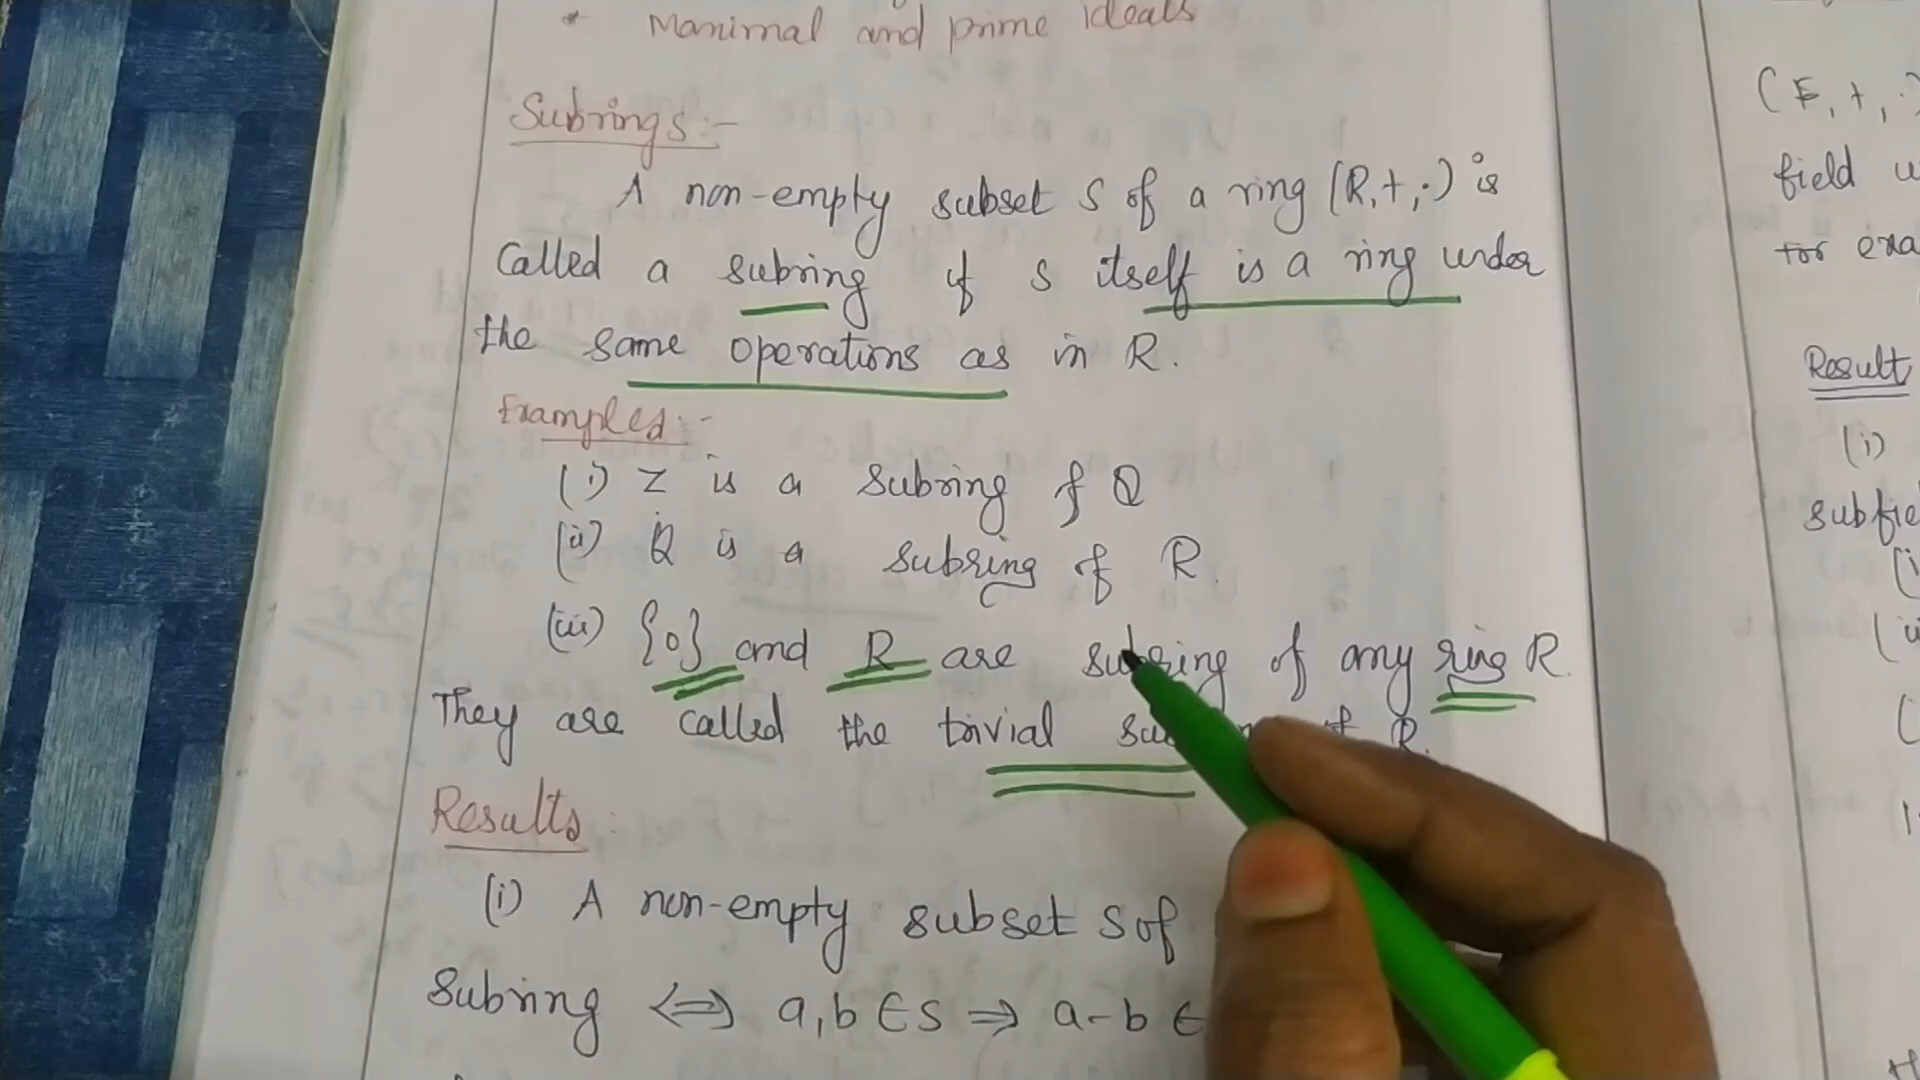 * Maximal and prime ideals
Subrings :-
A non-empty subset S of a ring (R,+,·) is
Called a subring if S itself is a ring under
the same operations as in R.
Examples :-
(i) Z is a subring of Q
(ii) Q is a subring of R.
(iii) {0} and R are subring of any ring R.
They are called the trivial of R.
Results
(i) A non-empty subset S of
Subring ⇔ a,b ∈ S ⇒ a-b ∈
(F, +, ·)
field
for exa
Result
(i)
subfie